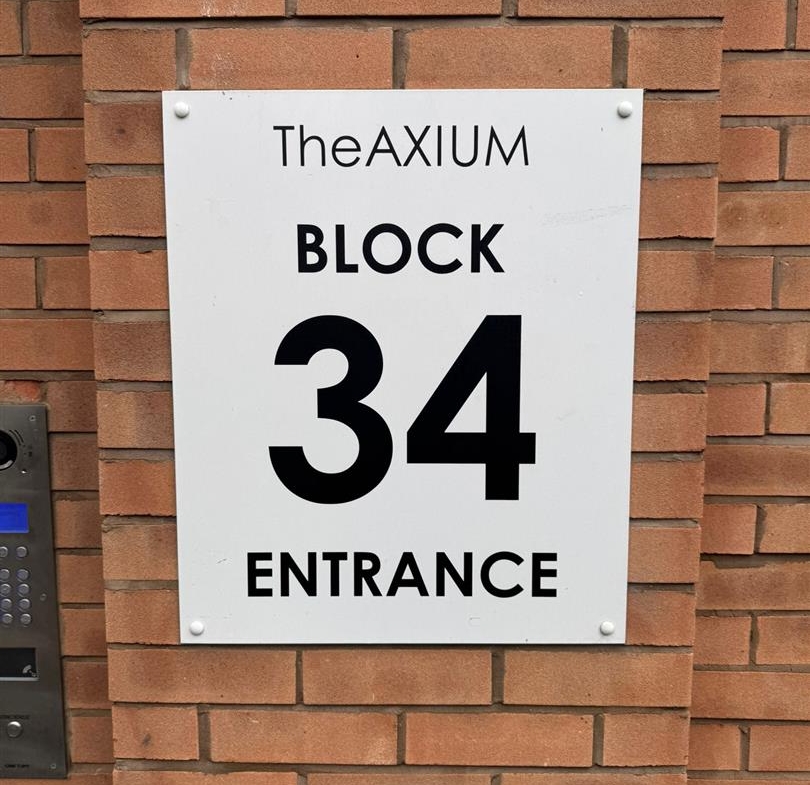 TheAXIUM
BLOCK
34
ENTRANCE